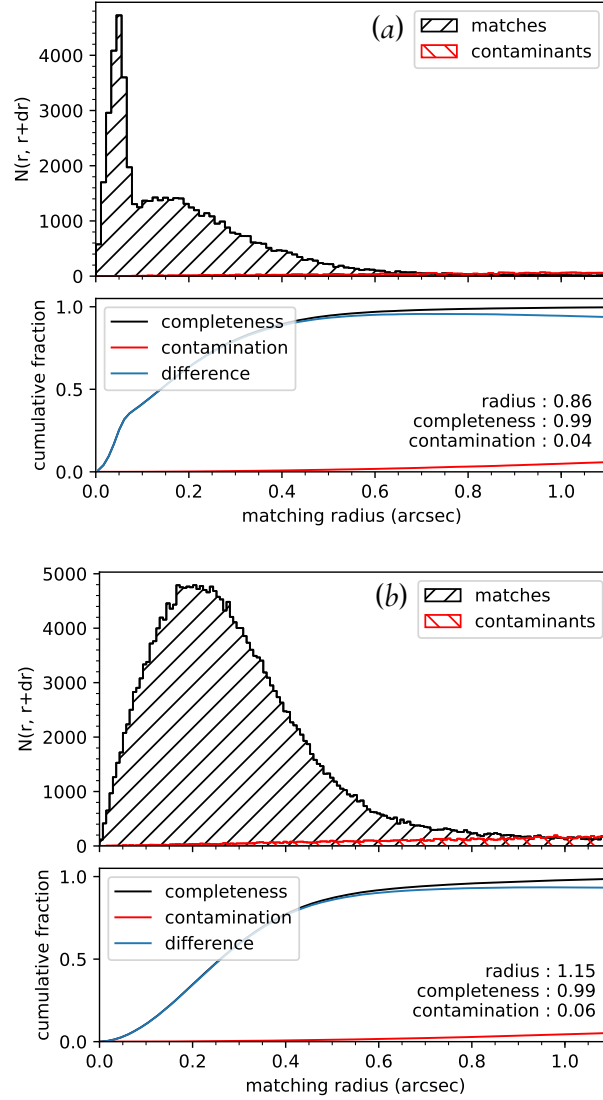 (a)
matches
contaminants
N(r, r+dr)
4000
3000
2000
1000
0
cumulative fraction
1.0
0.5
0.0
completeness
contamination
difference
radius : 0.86
completeness : 0.99
contamination : 0.04
0.0 0.2 0.4 0.6 0.8 1.0
matching radius (arcsec)
(b)
matches
contaminants
N(r, r+dr)
5000
4000
3000
2000
1000
0
cumulative fraction
1.0
0.5
0.0
completeness
contamination
difference
radius : 1.15
completeness : 0.99
contamination : 0.06
0.0 0.2 0.4 0.6 0.8 1.0
matching radius (arcsec)